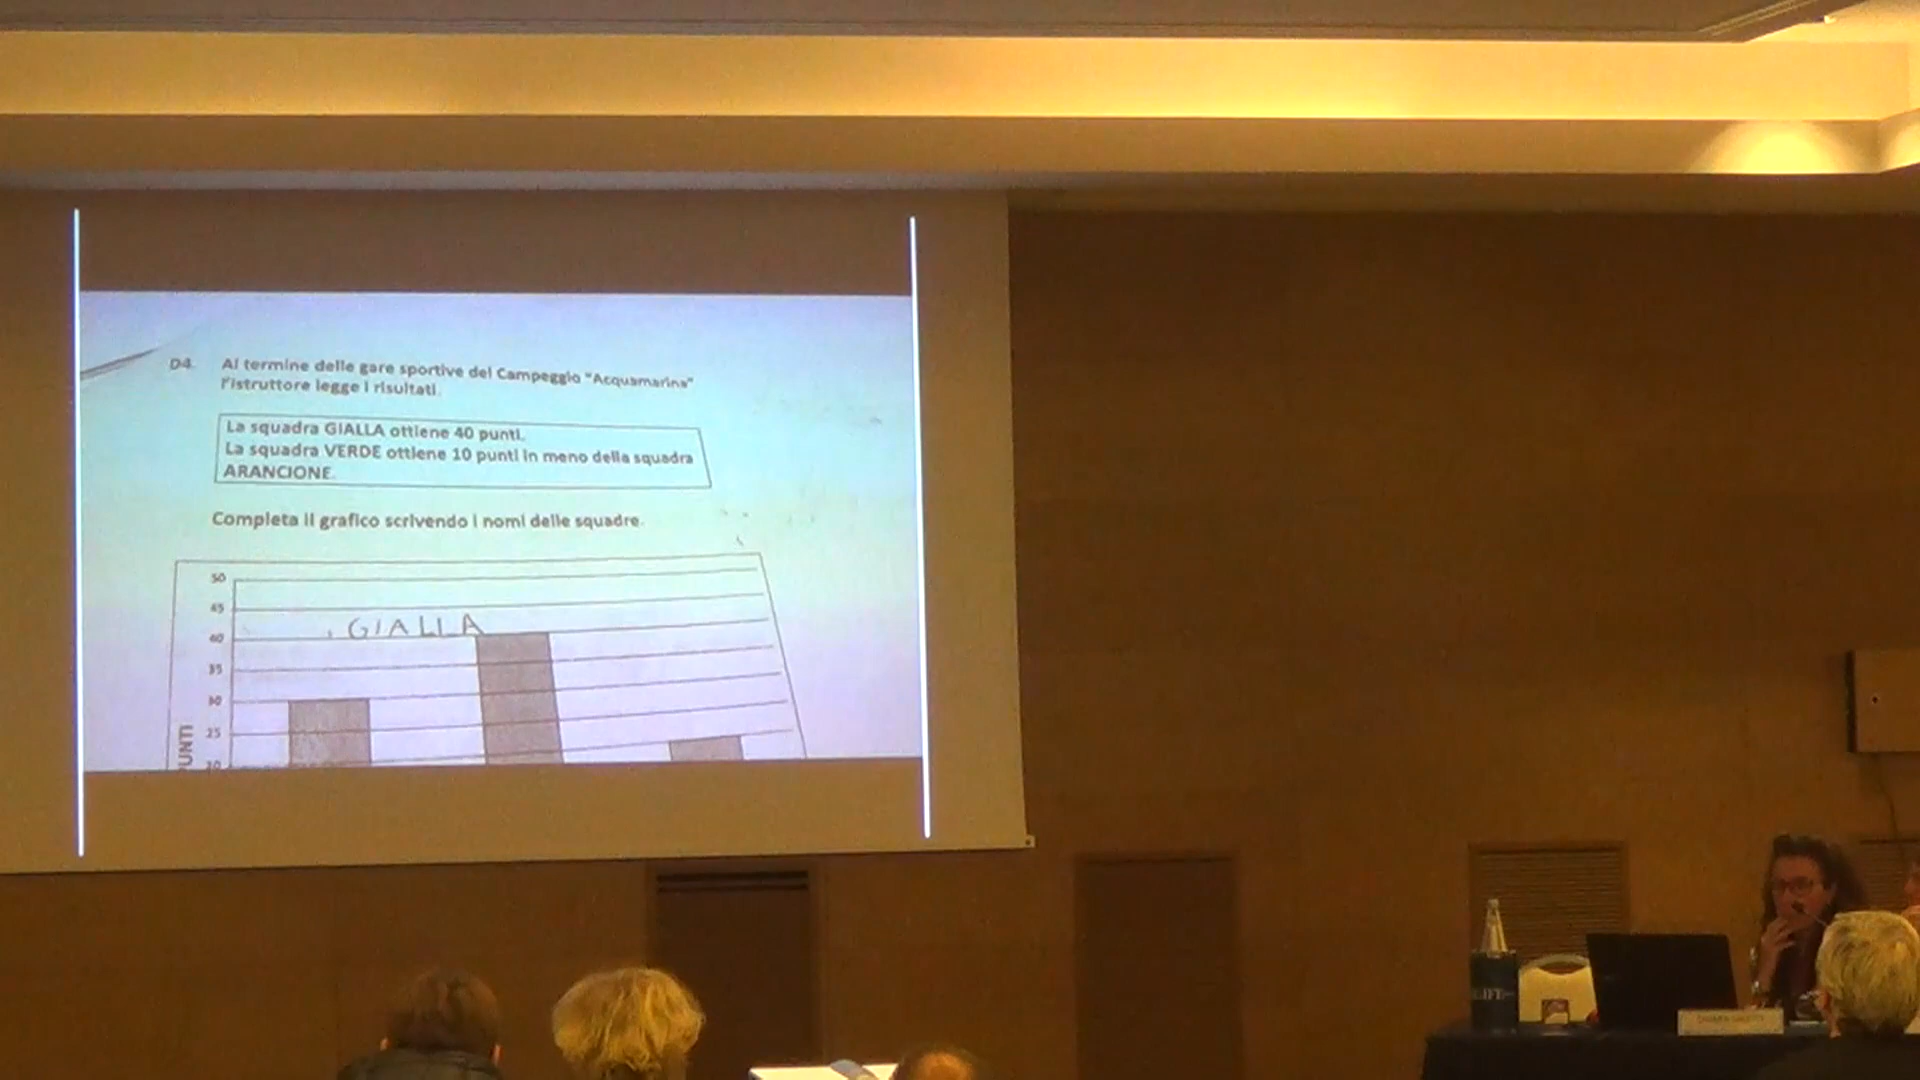 D4. Al termine delle gare sportive del Campeggio "Acquamarina"
l'istruttore legge i risultati.
La squadra GIALLA ottiene 40 punti.
La squadra VERDE ottiene 10 punti in meno della squadra
ARANCIONE.
Completa il grafico scrivendo i nomi delle squadre.
50
45
GIALLA
40
35
30
25
PUNTI